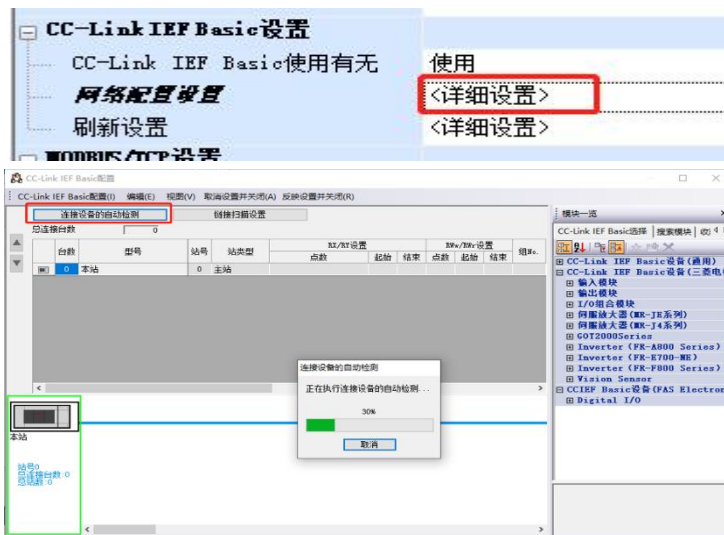 CC-Link IEF Basic设置
CC-Link IEF Basic使用有无 使用
网络配置设置 <详细设置>
刷新设置 <详细设置>
MODBUS/TCP设置
CC-Link IEF Basic配置
CC-Link IEF Basic配置(I) 编辑(E) 视图(V) 取消设置并关闭(A) 反映设置并关闭(R)
连接设备的自动检测 链接扫描设置
总连接台数 0
台数 型号 站号 站类型 RX/RY设置 RWw/RWr设置 组No.
点数 起始 结束 点数 起始 结束
0 本站 0 主站
连接设备的自动检测
正在执行连接设备的自动检测...
30%
取消
本站
站号0
总连接台数:0
总站数:0
模块一览
CC-Link IEF Basic选择 搜索模块
CC-Link IEF Basic设备(通用)
CC-Link IEF Basic设备(三菱电
输入模块
输出模块
I/O组合模块
伺服放大器(MR-JE系列)
伺服放大器(MR-J4系列)
GOT2000Series
Inverter (FR-A800 Series)
Inverter (FR-E700-NE)
Inverter (FR-F800 Series)
Vision Sensor
CCIEF Basic设备(FAS Electron
Digital I/O